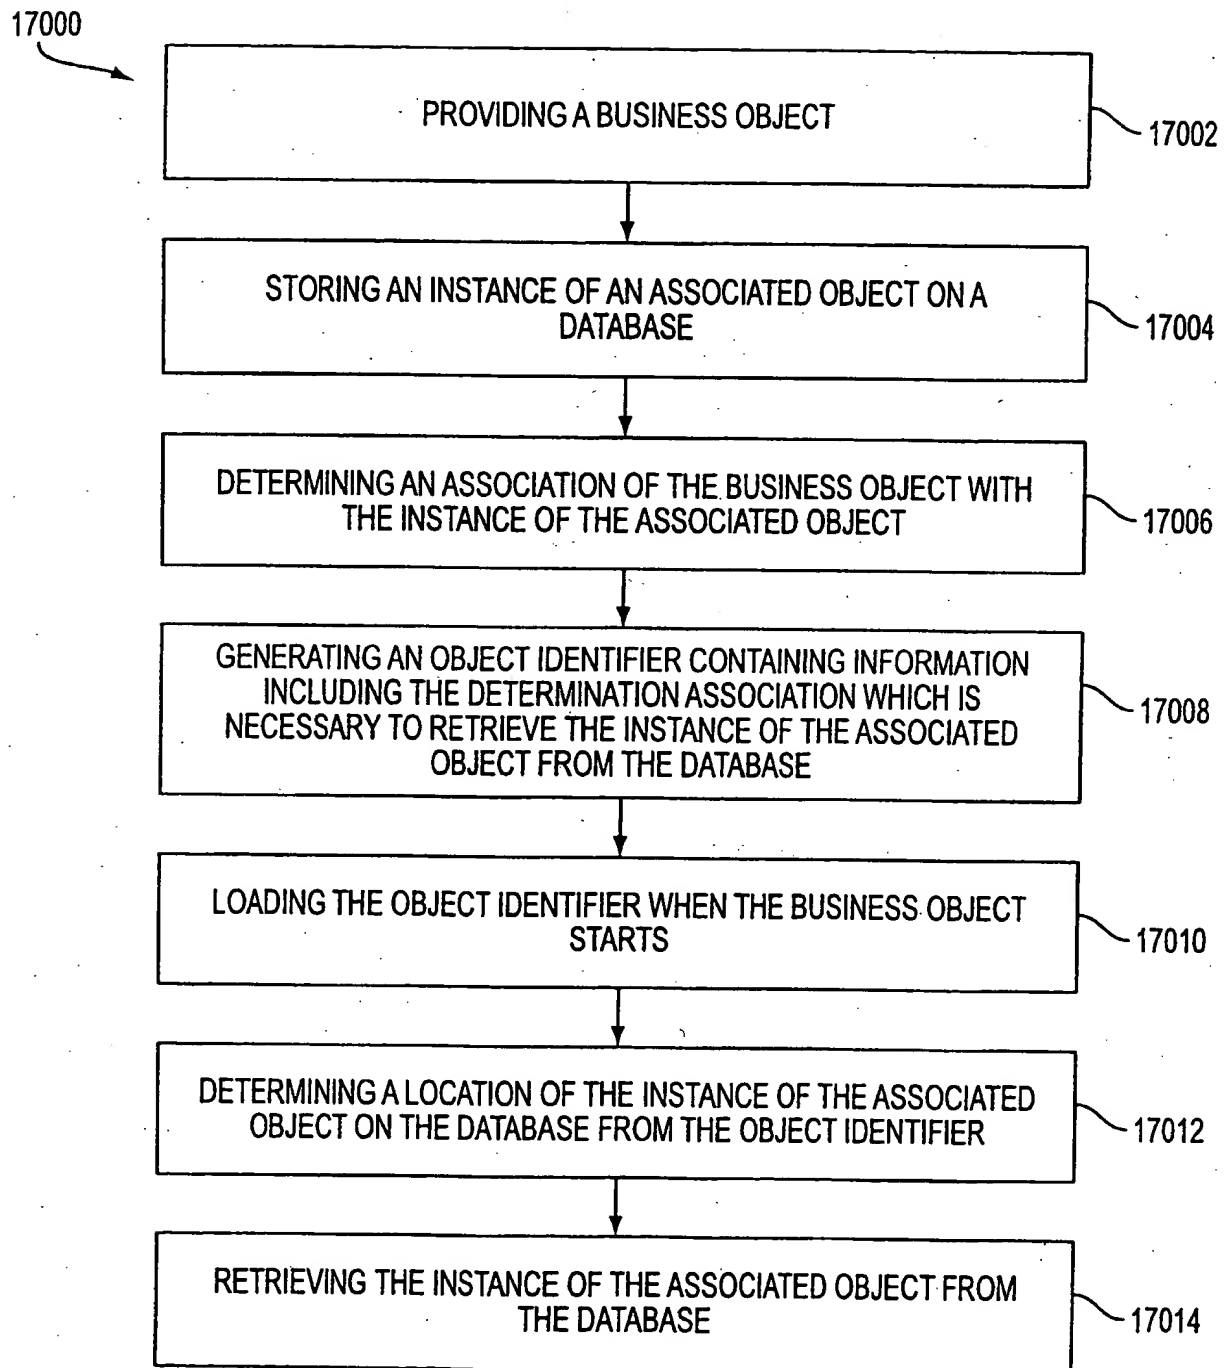 17000
PROVIDING A BUSINESS OBJECT
17002
STORING AN INSTANCE OF AN ASSOCIATED OBJECT ON A
DATABASE
17004
DETERMINING AN ASSOCIATION OF THE BUSINESS OBJECT WITH
THE INSTANCE OF THE ASSOCIATED OBJECT
17006
GENERATING AN OBJECT IDENTIFIER CONTAINING INFORMATION
INCLUDING THE DETERMINATION ASSOCIATION WHICH IS
NECESSARY TO RETRIEVE THE INSTANCE OF THE ASSOCIATED
OBJECT FROM THE DATABASE
17008
LOADING THE OBJECT IDENTIFIER WHEN THE BUSINESS OBJECT
STARTS
17010
DETERMINING A LOCATION OF THE INSTANCE OF THE ASSOCIATED
OBJECT ON THE DATABASE FROM THE OBJECT IDENTIFIER
17012
RETRIEVING THE INSTANCE OF THE ASSOCIATED OBJECT FROM
THE DATABASE
17014